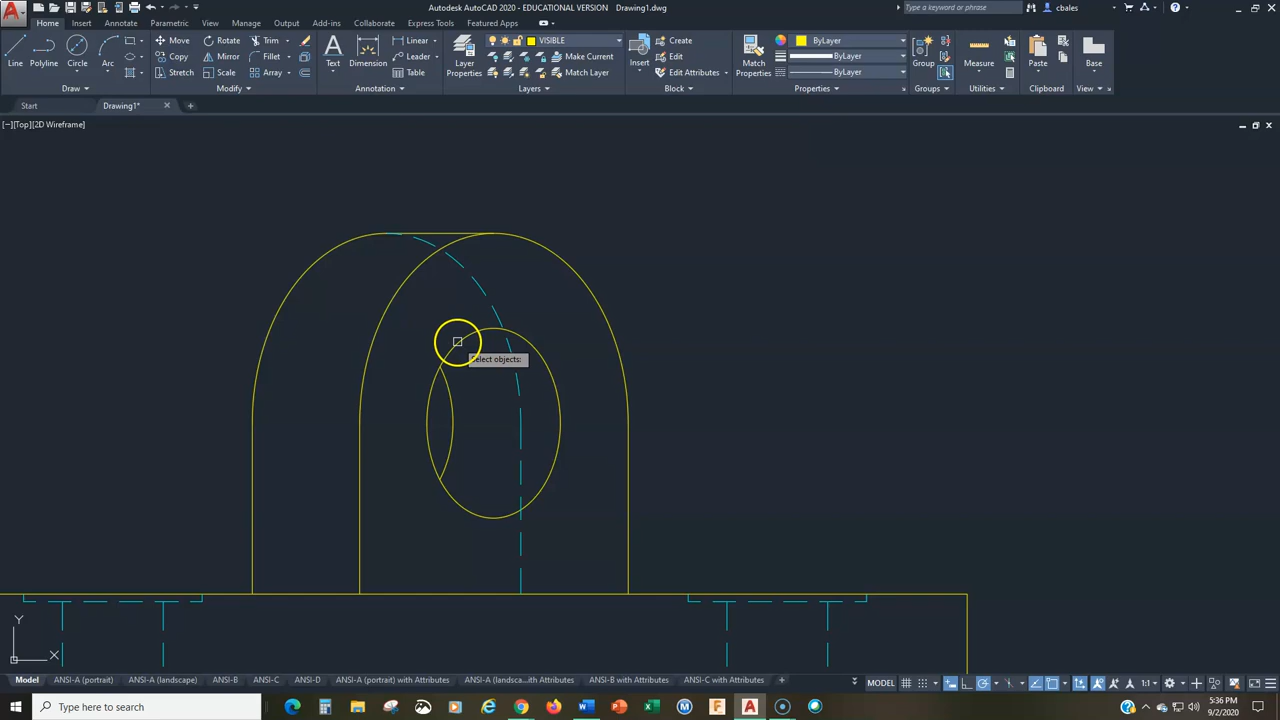 Autodesk AutoCAD 2020 - EDUCATIONAL VERSION Drawing1.dwg
Type a keyword or phrase
cbales
Home Insert Annotate Parametric View Manage Output Add-ins Collaborate Express Tools Featured Apps
Line Polyline Circle Arc
Move Rotate Trim
Copy Mirror Fillet
Stretch Scale Array
Text Dimension
Linear
Leader
Table
Layer Properties
VISIBLE
Make Current
Match Layer
Insert
Create
Edit
Edit Attributes
Match Properties
ByLayer
ByLayer
ByLayer
Group
Measure
Paste
Base
Draw Modify Annotation Layers Block Properties Groups Utilities Clipboard View
Start Drawing1*
[−][Top][2D Wireframe]
Select objects:
Y
X
Model ANSI-A (portrait) ANSI-A (landscape) ANSI-B ANSI-C ANSI-D ANSI-A (portrait) with Attributes ANSI-A (landsc...ith Attributes ANSI-B with Attributes ANSI-C with Attributes
MODEL
1:1
Type here to search
5:36 PM
9/2/2020